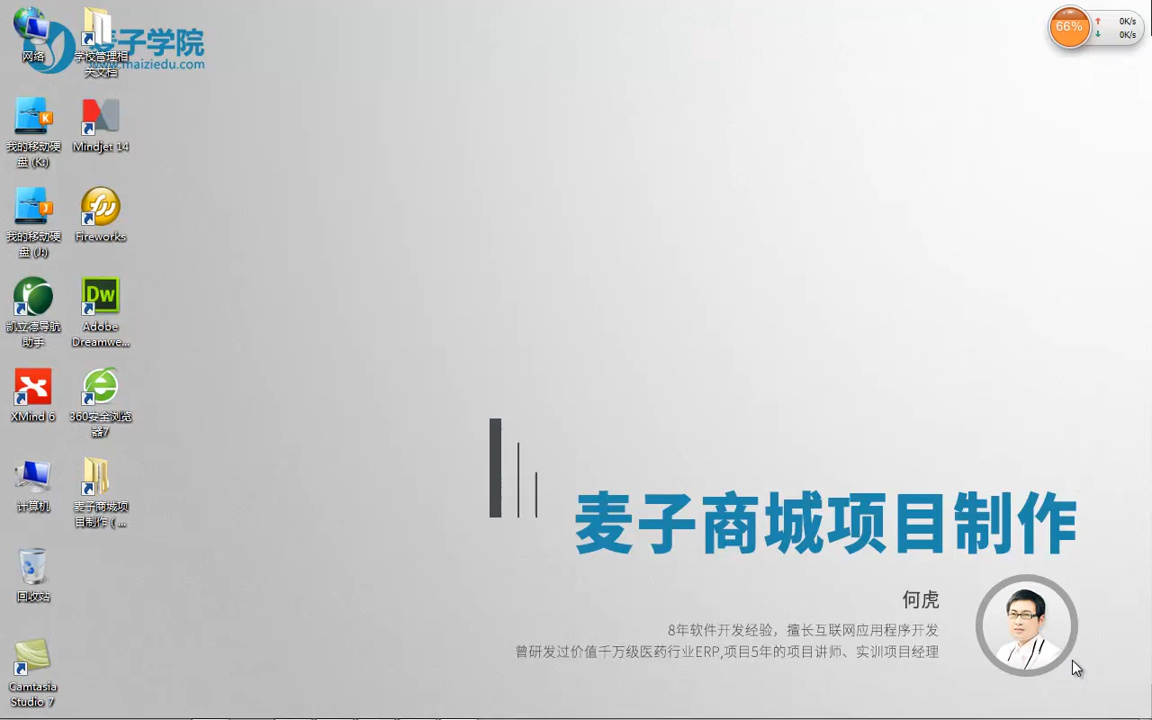 麦子学院
www.maiziedu.com
网络
学校管理相
关文档
66%
0K/s
0K/s
K
我的移动硬
盘 (K:)
Mindjet 14
我的移动硬
盘 (J:)
Fireworks
凯立德导航
助手
Dw
Adobe
Dreamwe...
XMind 6
360安全浏览
器7
计算机
麦子商城项
目制作 ( ...
回收站
Camtasia
Studio 7
麦子商城项目制作
何虎
8年软件开发经验，擅长互联网应用程序开发
曾研发过价值千万级医药行业ERP,项目5年的项目讲师、实训项目经理